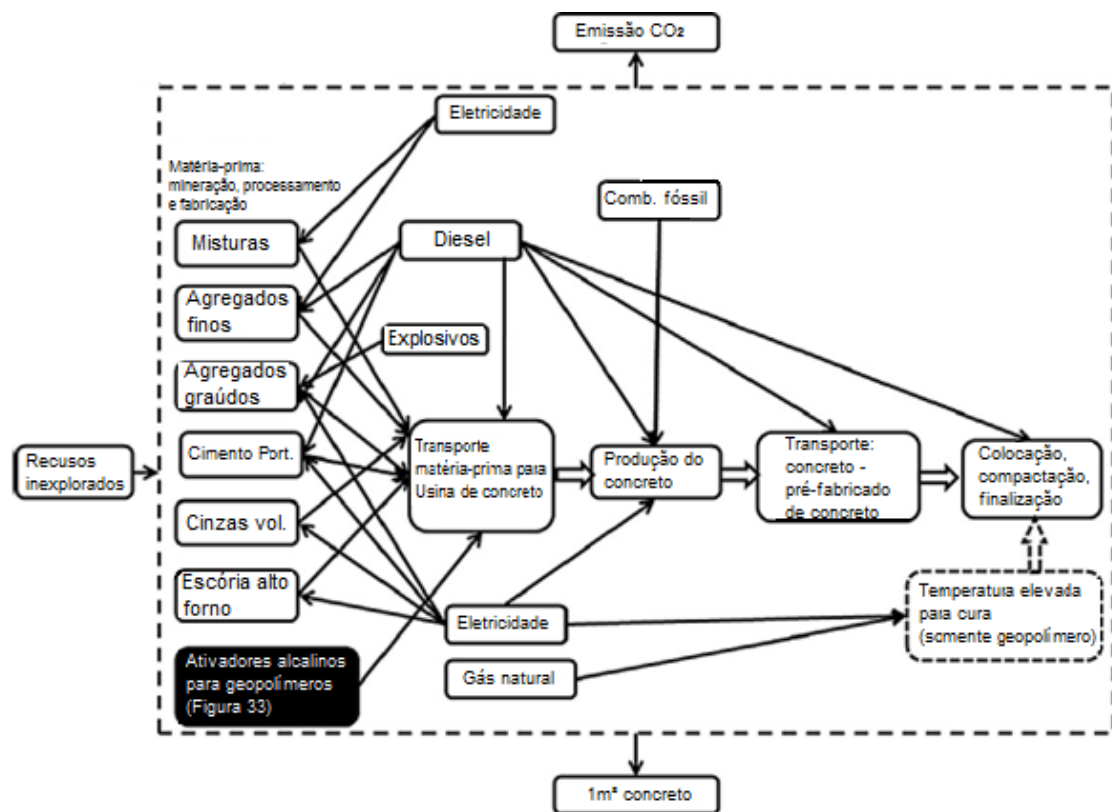 Emissão CO₂
Eletricidade
Matéria-prima:
mineração, processamento
e fabricação
Comb. fóssil
Misturas
Diesel
Agregados
finos
Explosivos
Agregados
graúdos
Cimento Port.
Transporte
matéria-prima para
Usina de concreto
Produção do
concreto
Transporte:
concreto -
pré-fabricado
de concreto
Colocação,
compactação,
finalização
Recusos
inexplorados
Cinzas vol.
Escória alto
forno
Eletricidade
Temperatura elevada
para cura
(somente geopolímero)
Ativadores alcalinos
para geopolímeros
(Figura 33)
Gás natural
1m³ concreto